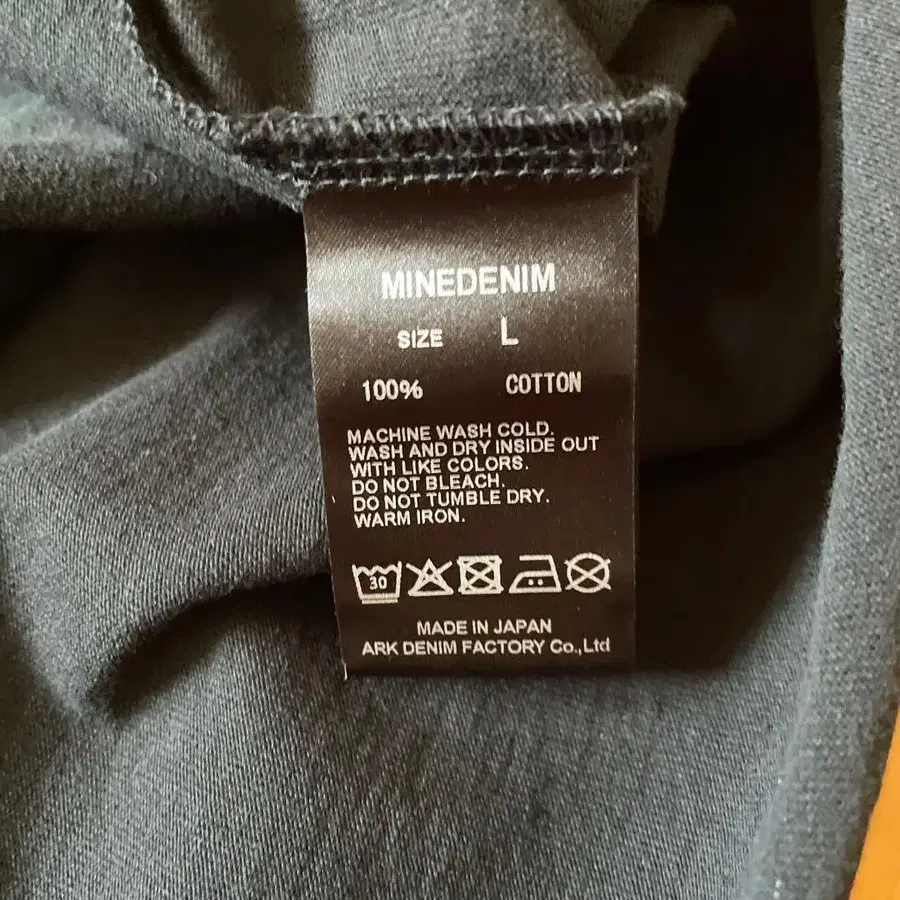 MINEDENIM
SIZE L
100% COTTON
MACHINE WASH COLD.
WASH AND DRY INSIDE OUT
WITH LIKE COLORS.
DO NOT BLEACH.
DO NOT TUMBLE DRY.
WARM IRON.
30
MADE IN JAPAN
ARK DENIM FACTORY Co.,Ltd